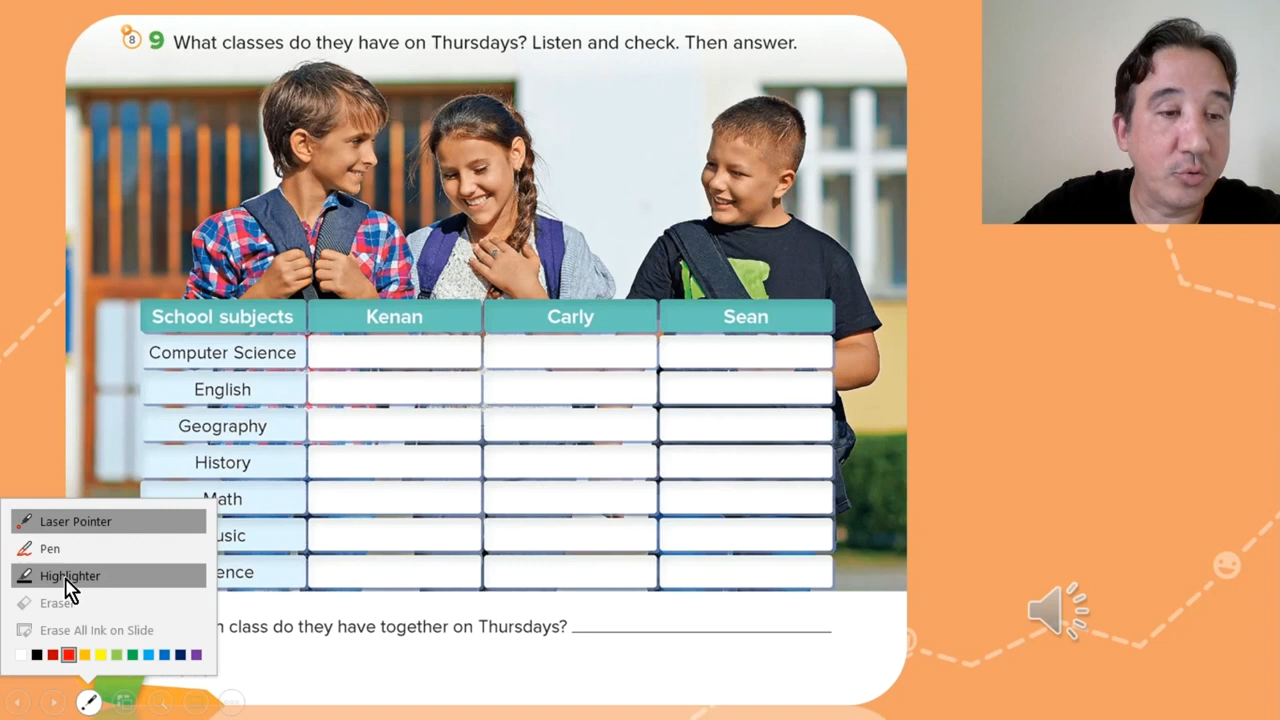 8 9 What classes do they have on Thursdays? Listen and check. Then answer.
School subjects Kenan Carly Sean
Computer Science
English
Geography
History
Math
usic
ence
Laser Pointer
Pen
Highlighter
Eraser
Erase All Ink on Slide
class do they have together on Thursdays?